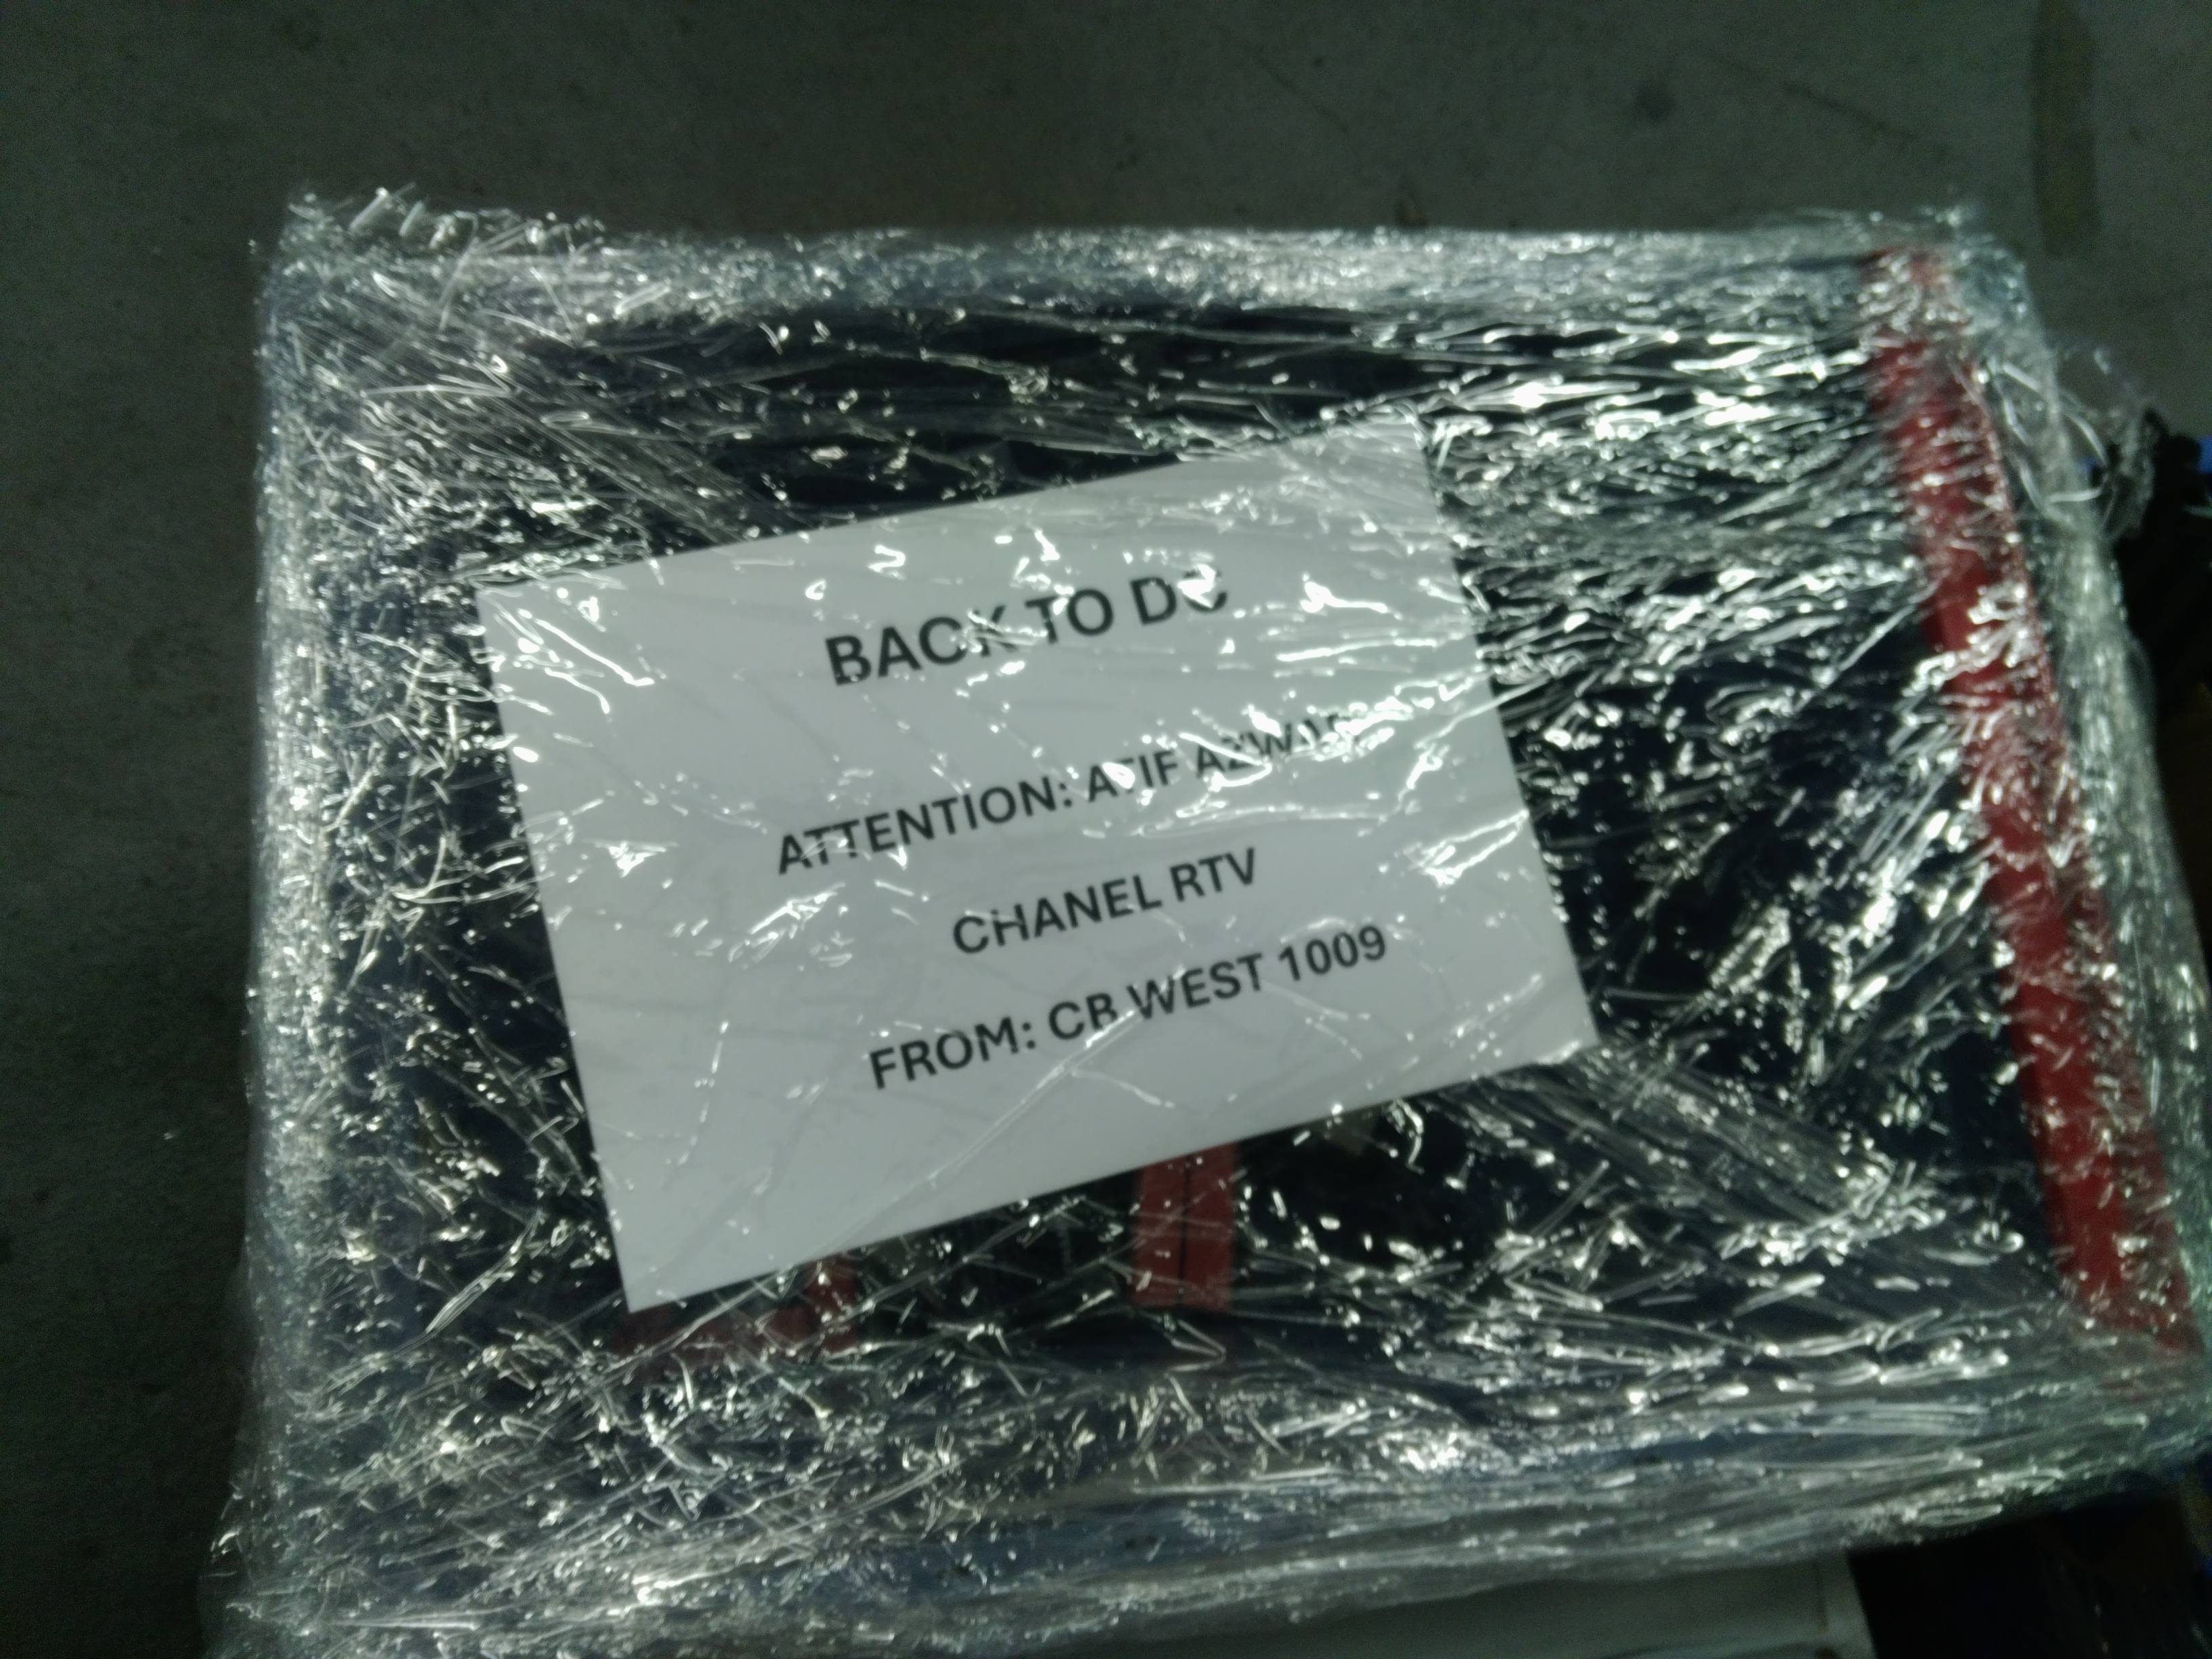 BACK TO DC
ATTENTION: ATIF
CHANEL RTV
FROM: CB WEST 1009